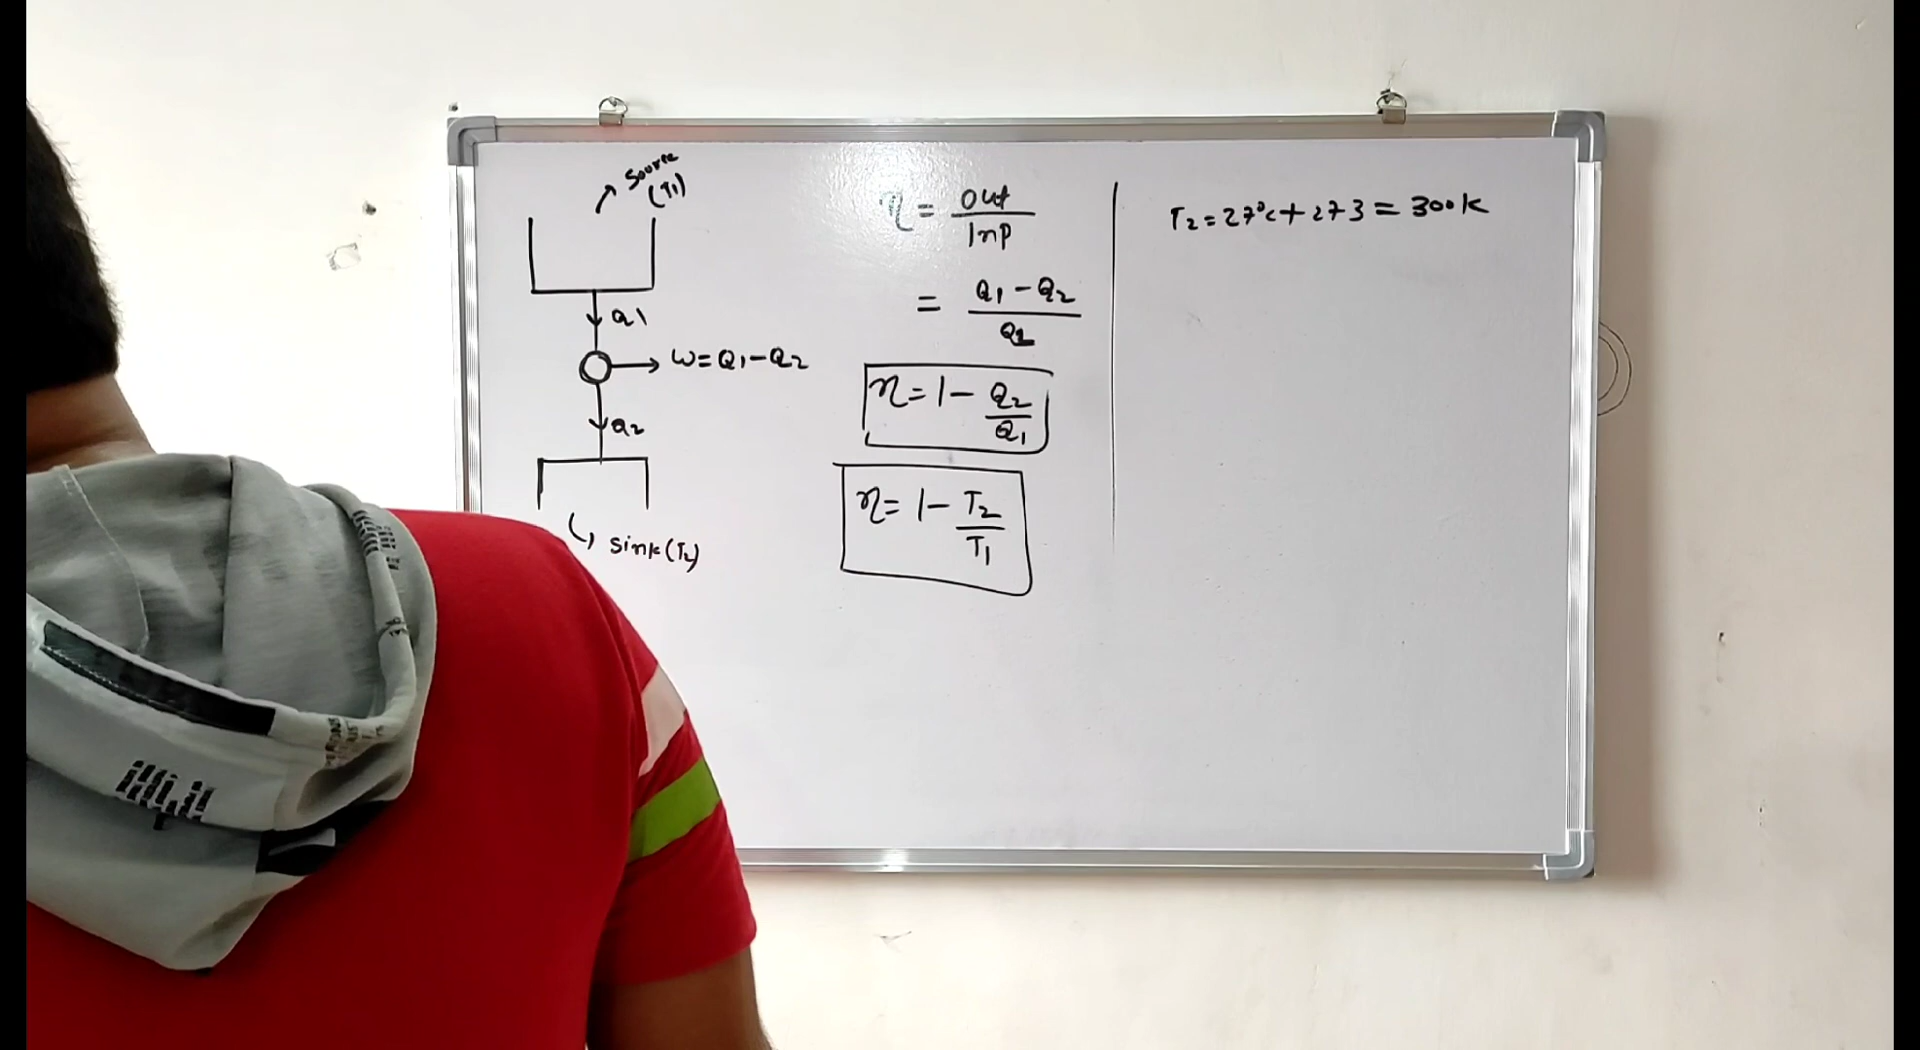 Source
(T1)
Q1
W=Q1-Q2
Q2
Sink(T2)
η= out
Inp
= Q1-Q2
Q1
η=1- Q2
Q1
η= 1- T2
T1
T2=27°c+273=300k